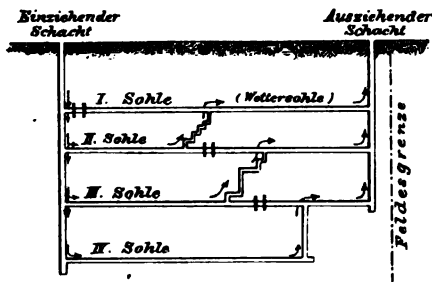 Einziehender
Schacht
Ausziehender
Schacht
I. Sohle
(Wettersohle)
II. Sohle
III. Sohle
IV. Sohle
Feldesgrenze